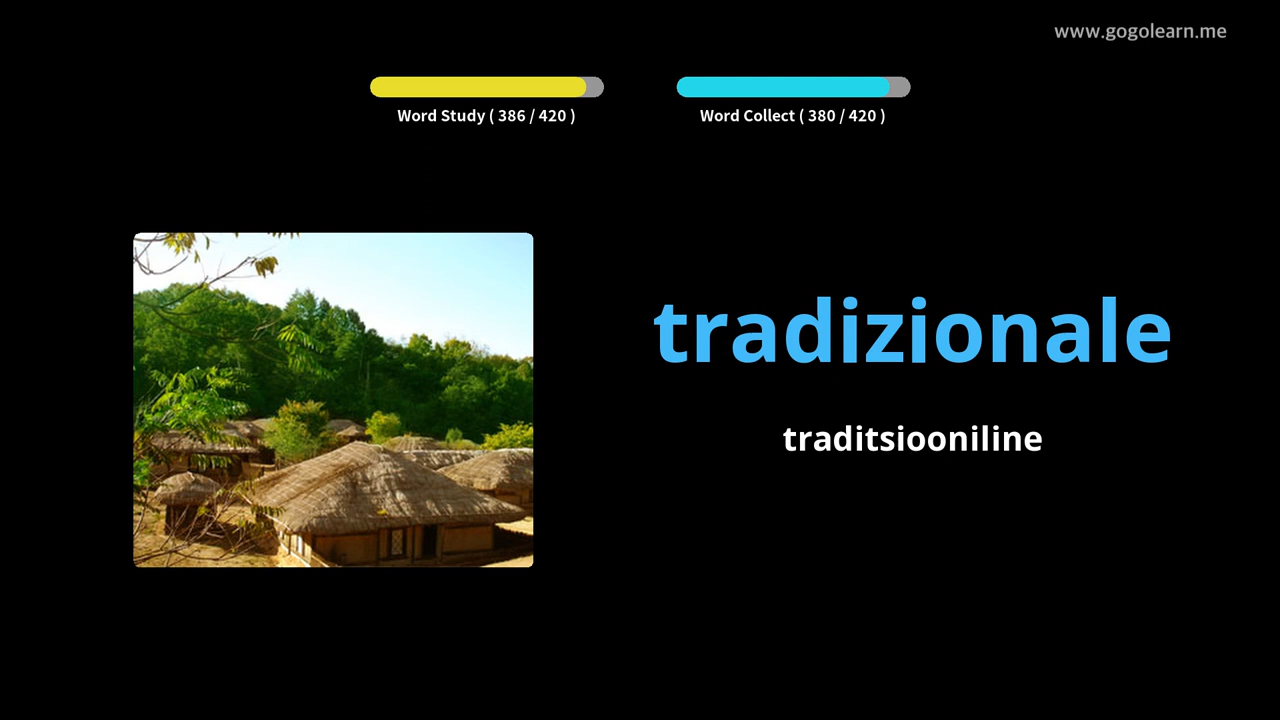 www.gogolearn.me
Word Study ( 386 / 420 )
Word Collect ( 380 / 420 )
tradizionale
traditsiooniline